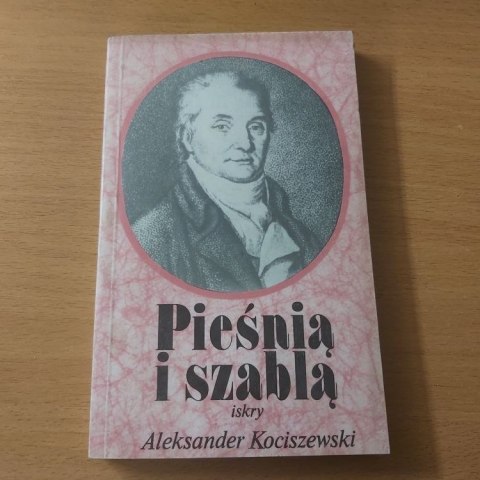 Pieśnią
i szablą
iskry
Aleksander Kociszewski